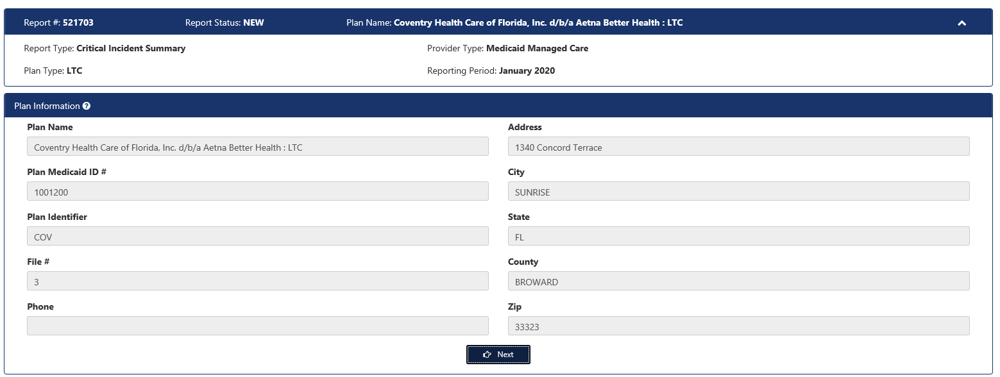 Report #: 521703 Report Status: NEW Plan Name: Coventry Health Care of Florida, Inc. d/b/a Aetna Better Health : LTC
Report Type: Critical Incident Summary Provider Type: Medicaid Managed Care
Plan Type: LTC Reporting Period: January 2020
Plan Information
Plan Name Address
Coventry Health Care of Florida, Inc. d/b/a Aetna Better Health : LTC 1340 Concord Terrace
Plan Medicaid ID # City
1001200 SUNRISE
Plan Identifier State
COV FL
File # County
3 BROWARD
Phone Zip
33323
Next